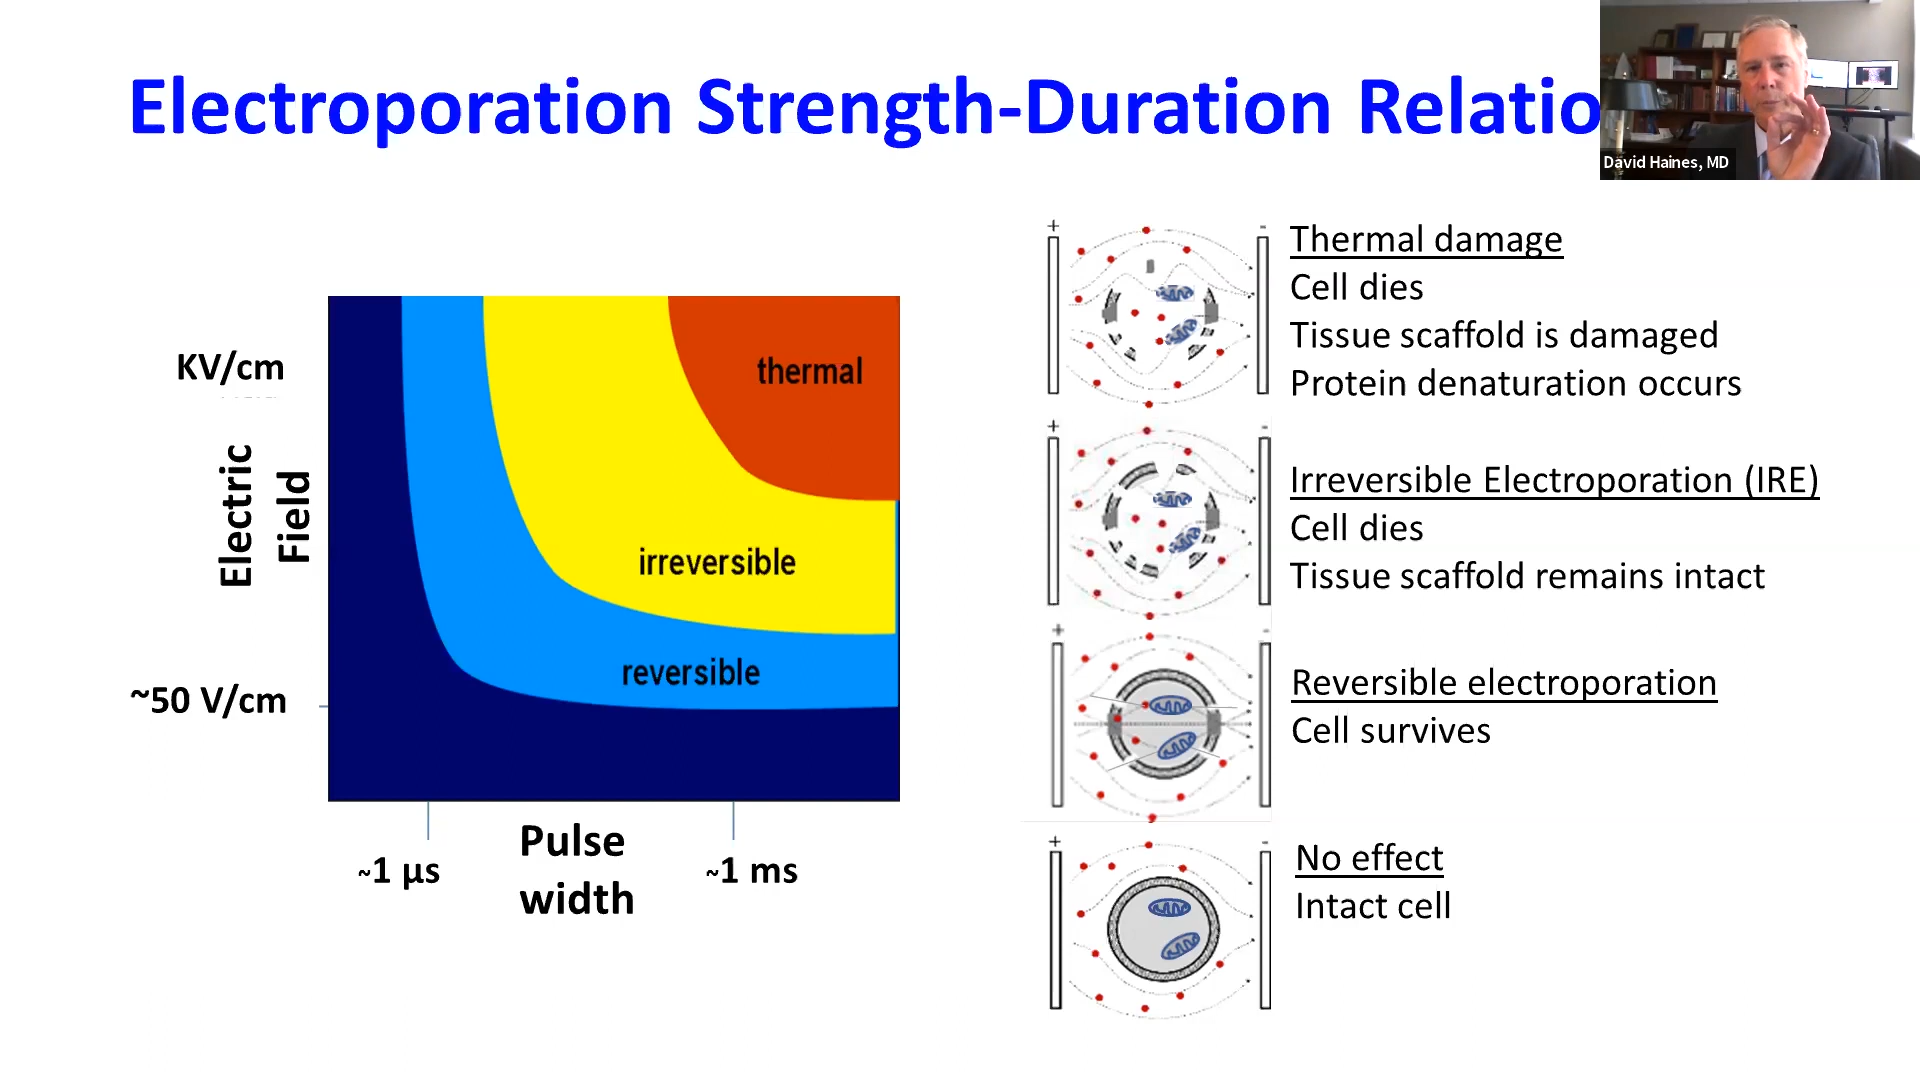 Electroporation Strength-Duration Relatio
David Haines, MD
KV/cm
Electric
Field
~50 V/cm
thermal
irreversible
reversible
~1 µs
Pulse
width
~1 ms
+ -
Thermal damage
Cell dies
Tissue scaffold is damaged
Protein denaturation occurs
+ -
Irreversible Electroporation (IRE)
Cell dies
Tissue scaffold remains intact
+ -
Reversible electroporation
Cell survives
+ -
No effect
Intact cell